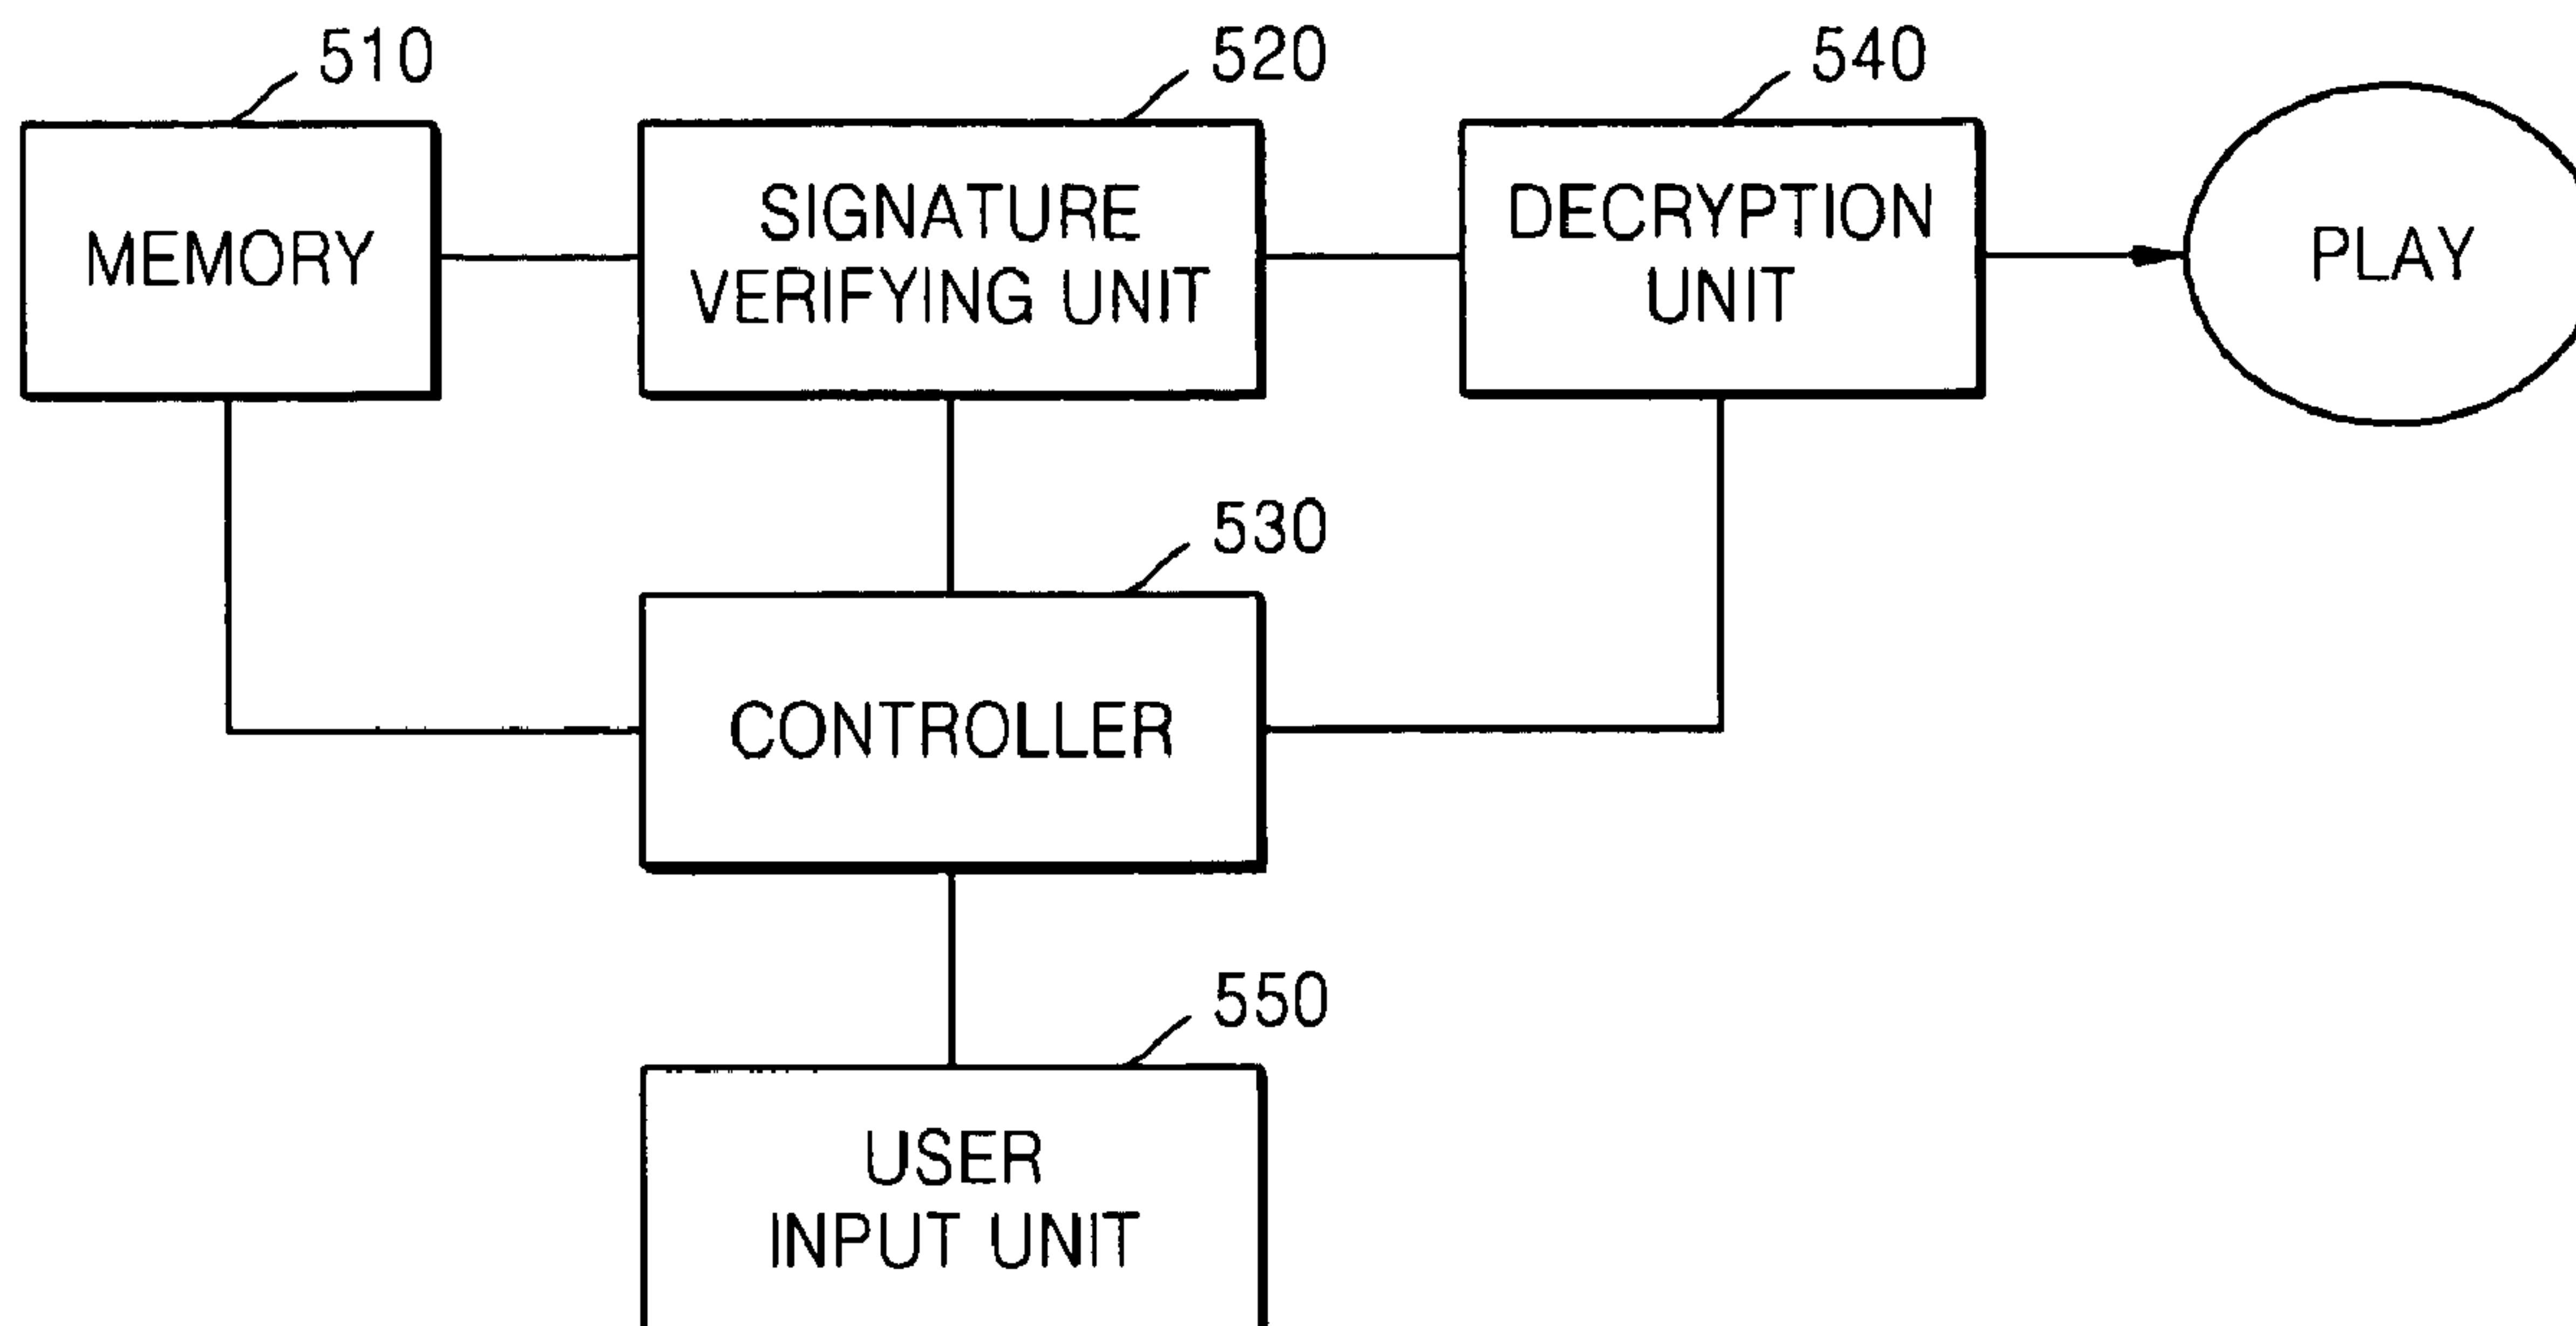 510
520
540
MEMORY
SIGNATURE
VERIFYING UNIT
DECRYPTION
UNIT
PLAY
530
CONTROLLER
550
USER
INPUT UNIT